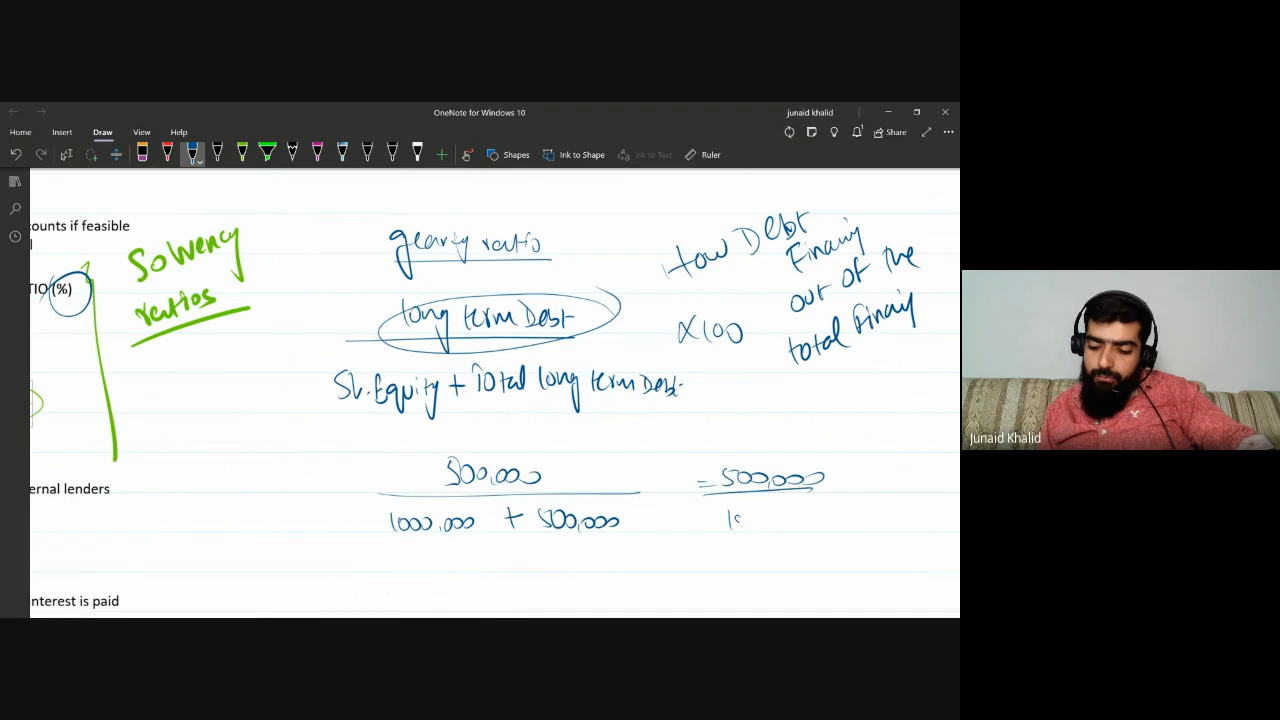 OneNote for Windows 10
junaid khalid
Home Insert Draw View Help
Share
Shapes
Ink to Shape
Ink to Text
Ruler
counts if feasible
TIO (%)
Solvency
ratios
ernal lenders
interest is paid
gearing ratio
long term Debt
X100
Sh. Equity + Total long term Debt
How Debt
Financing
out of the
total Financing
500,000
1000,000 + 500,000
= 500,000
Junaid Khalid